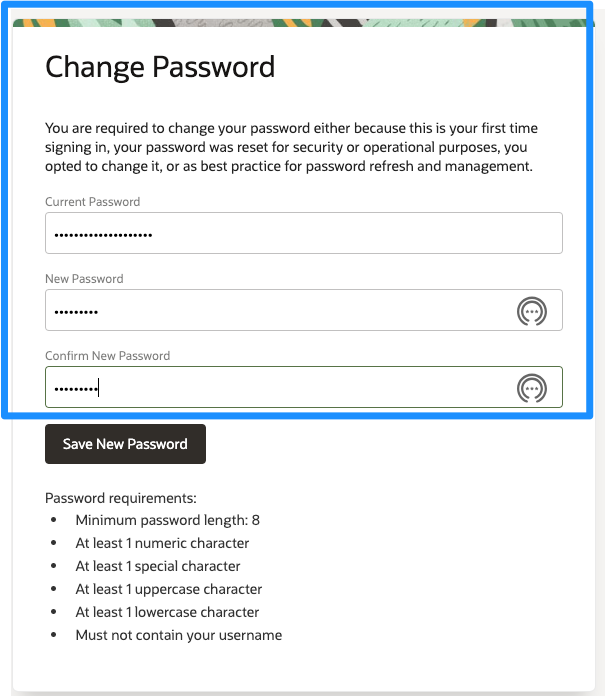 Change Password
You are required to change your password either because this is your first time
signing in, your password was reset for security or operational purposes, you
opted to change it, or as best practice for password refresh and management.
Current Password
••••••••••••••••••••
New Password
•••••••••
Confirm New Password
•••••••••
Save New Password
Password requirements:
• Minimum password length: 8
• At least 1 numeric character
• At least 1 special character
• At least 1 uppercase character
• At least 1 lowercase character
• Must not contain your username